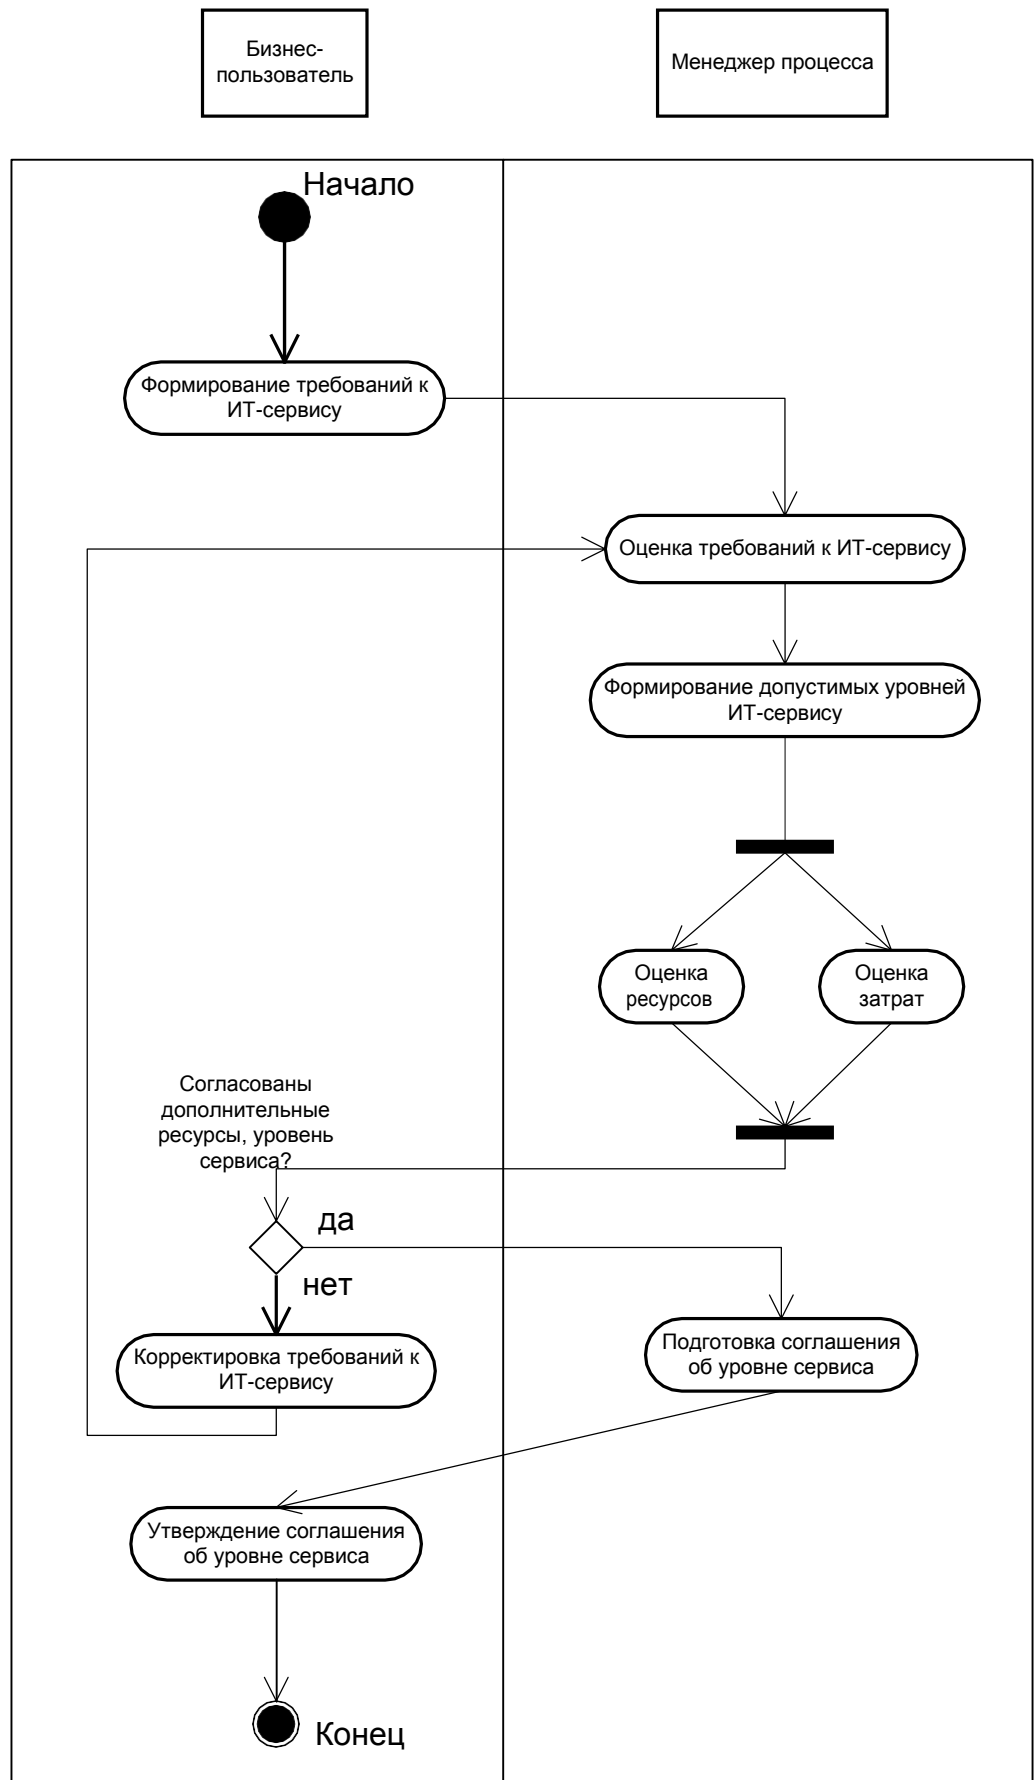 Бизнес-
пользователь
Менеджер процесса
Начало
Формирование требований к
ИТ-сервису
Оценка требований к ИТ-сервису
Формирование допустимых уровней
ИТ-сервису
Оценка
ресурсов
Оценка
затрат
Согласованы
дополнительные
ресурсы, уровень
сервиса?
да
нет
Корректировка требований к
ИТ-сервису
Подготовка соглашения
об уровне сервиса
Утверждение соглашения
об уровне сервиса
Конец